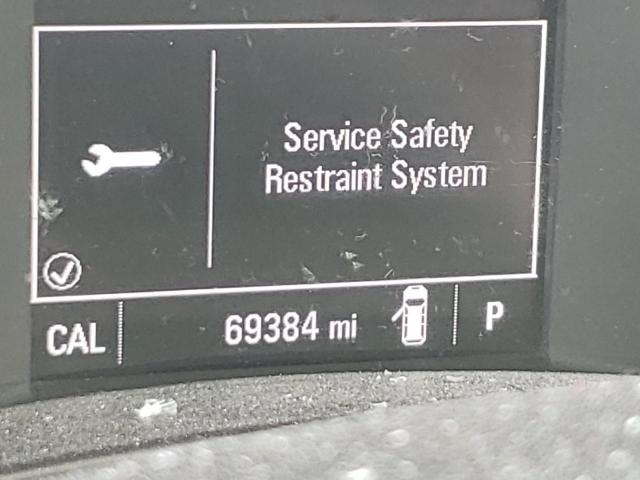 Service Safety
Restraint System
CAL 69384 mi P